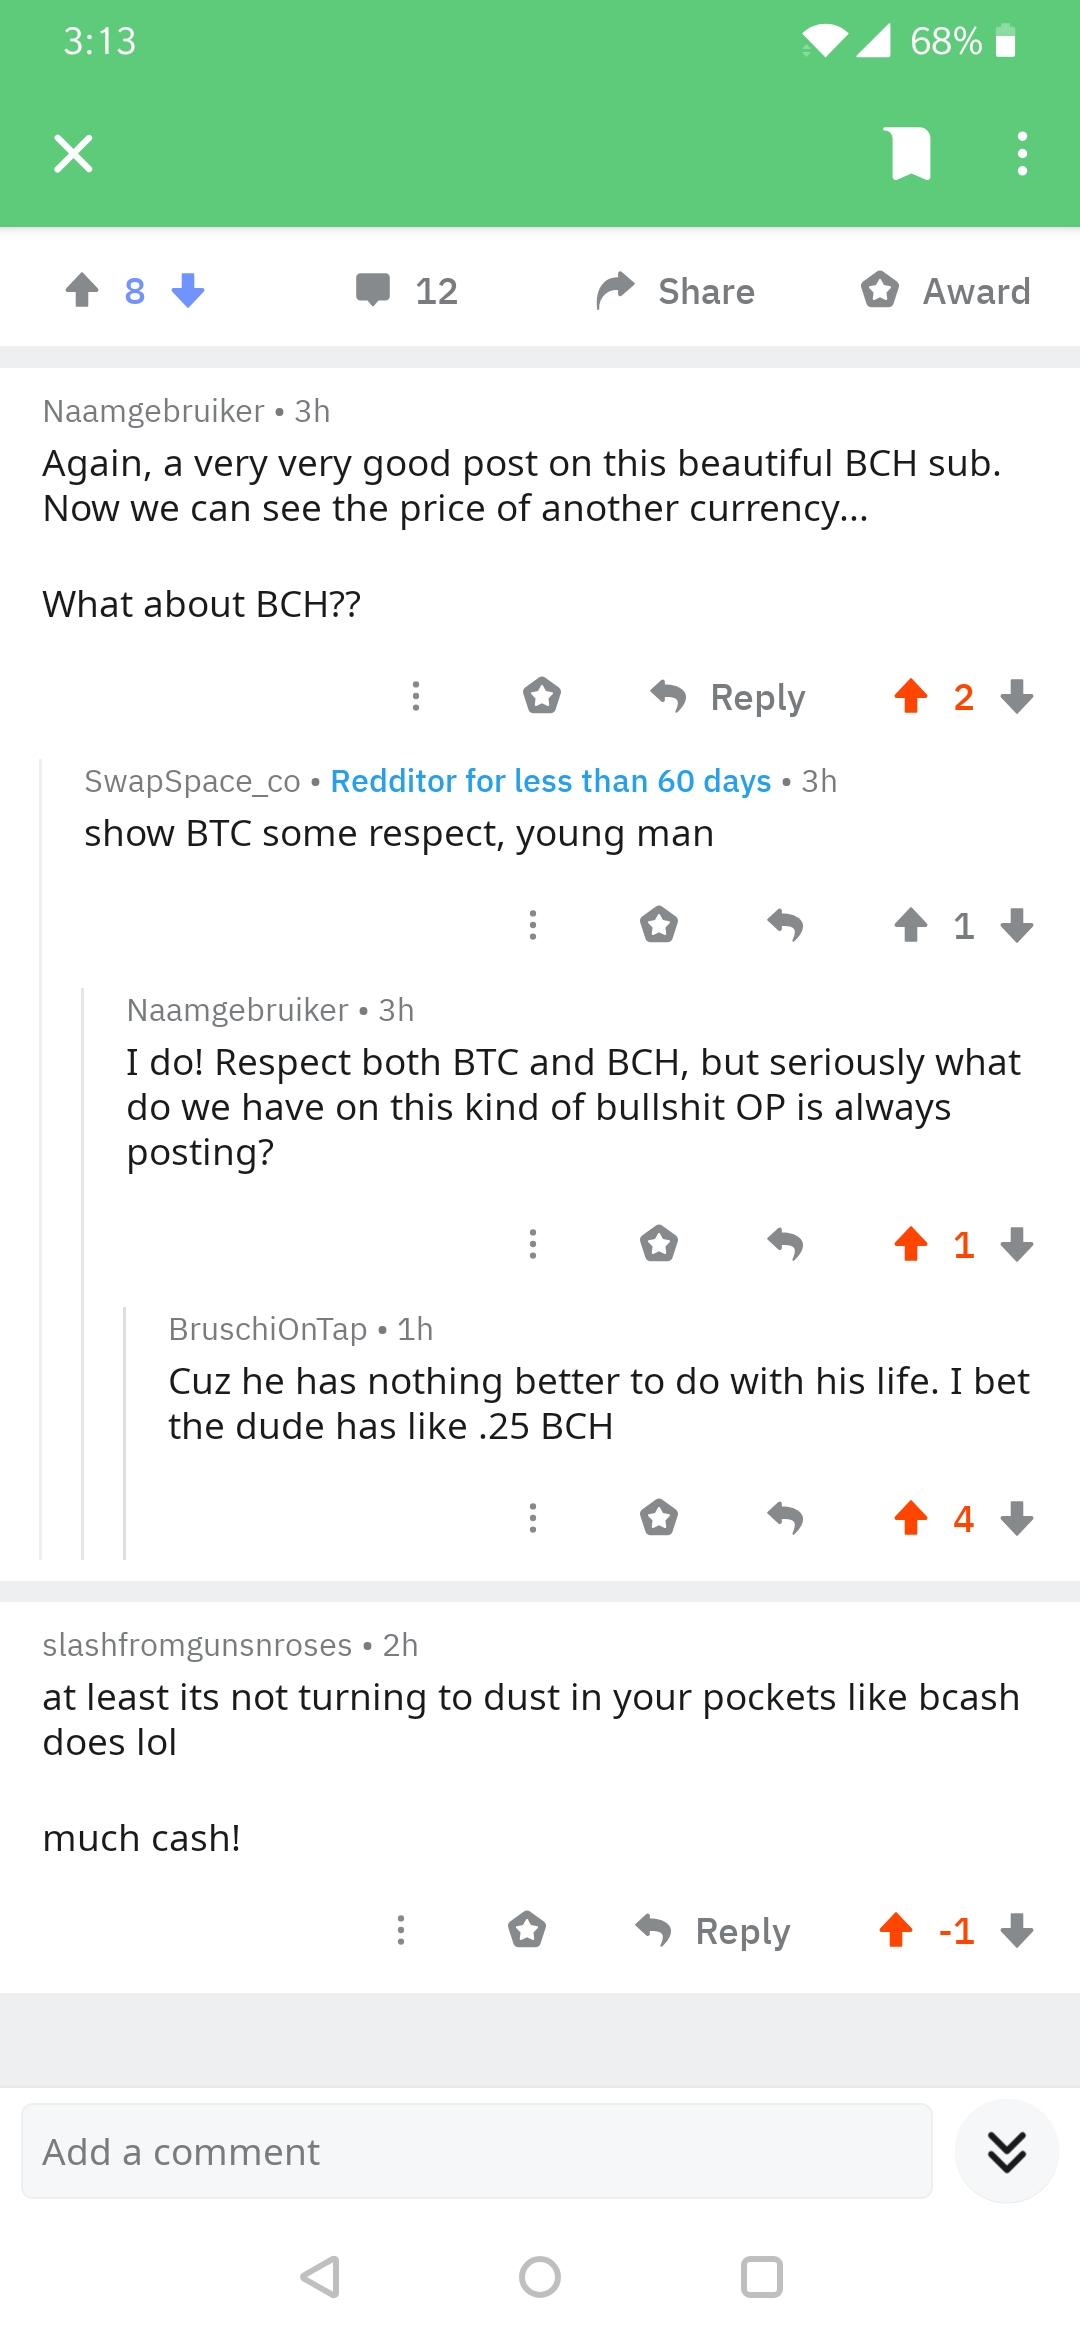 3:13 68%
8 12 Share Award
Naamgebruiker • 3h
Again, a very very good post on this beautiful BCH sub.
Now we can see the price of another currency...
What about BCH??
Reply 2
SwapSpace_co • Redditor for less than 60 days • 3h
show BTC some respect, young man
1
Naamgebruiker • 3h
I do! Respect both BTC and BCH, but seriously what
do we have on this kind of bullshit OP is always
posting?
1
BruschiOnTap • 1h
Cuz he has nothing better to do with his life. I bet
the dude has like .25 BCH
4
slashfromgunsnroses • 2h
at least its not turning to dust in your pockets like bcash
does lol
much cash!
Reply -1
Add a comment